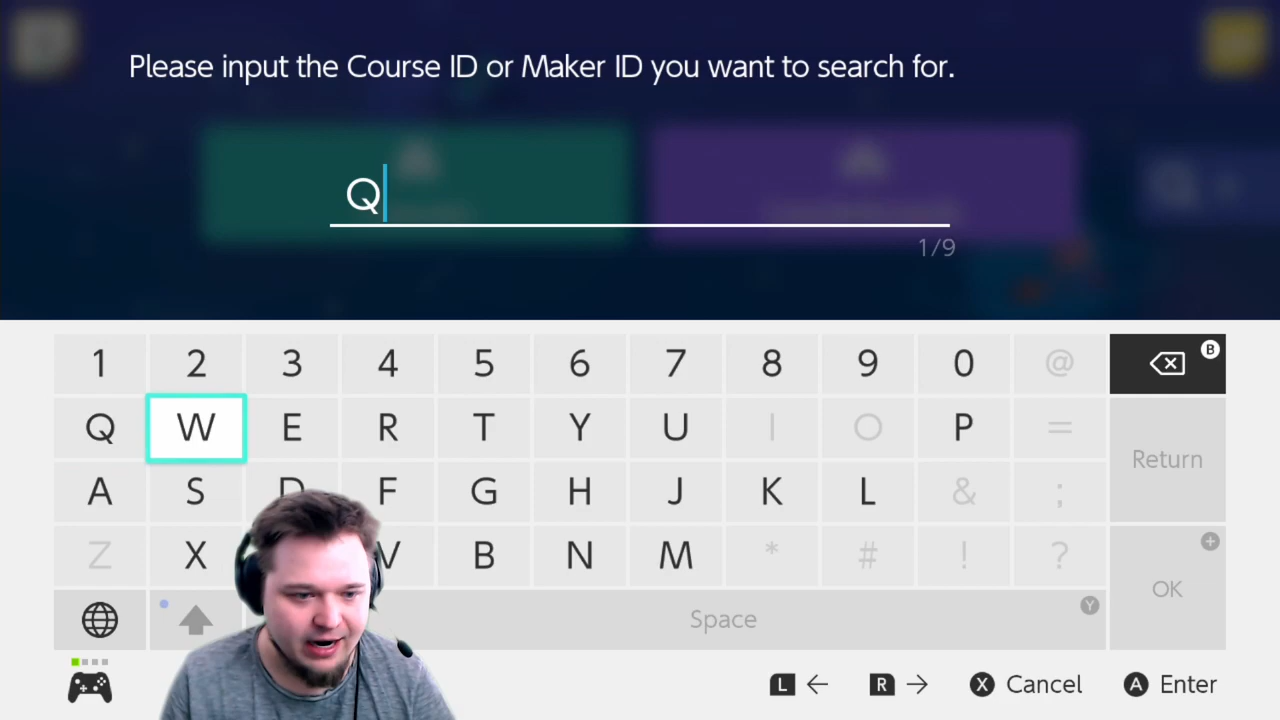 Please input the Course ID or Maker ID you want to search for.
Q
1/9
1 2 3 4 5 6 7 8 9 0 @ B
Q W E R T Y U I O P = Return
A S D F G H J K L & ;
Z X V B N M * # ! ? +
OK
Space Y
L ← R → X Cancel A Enter